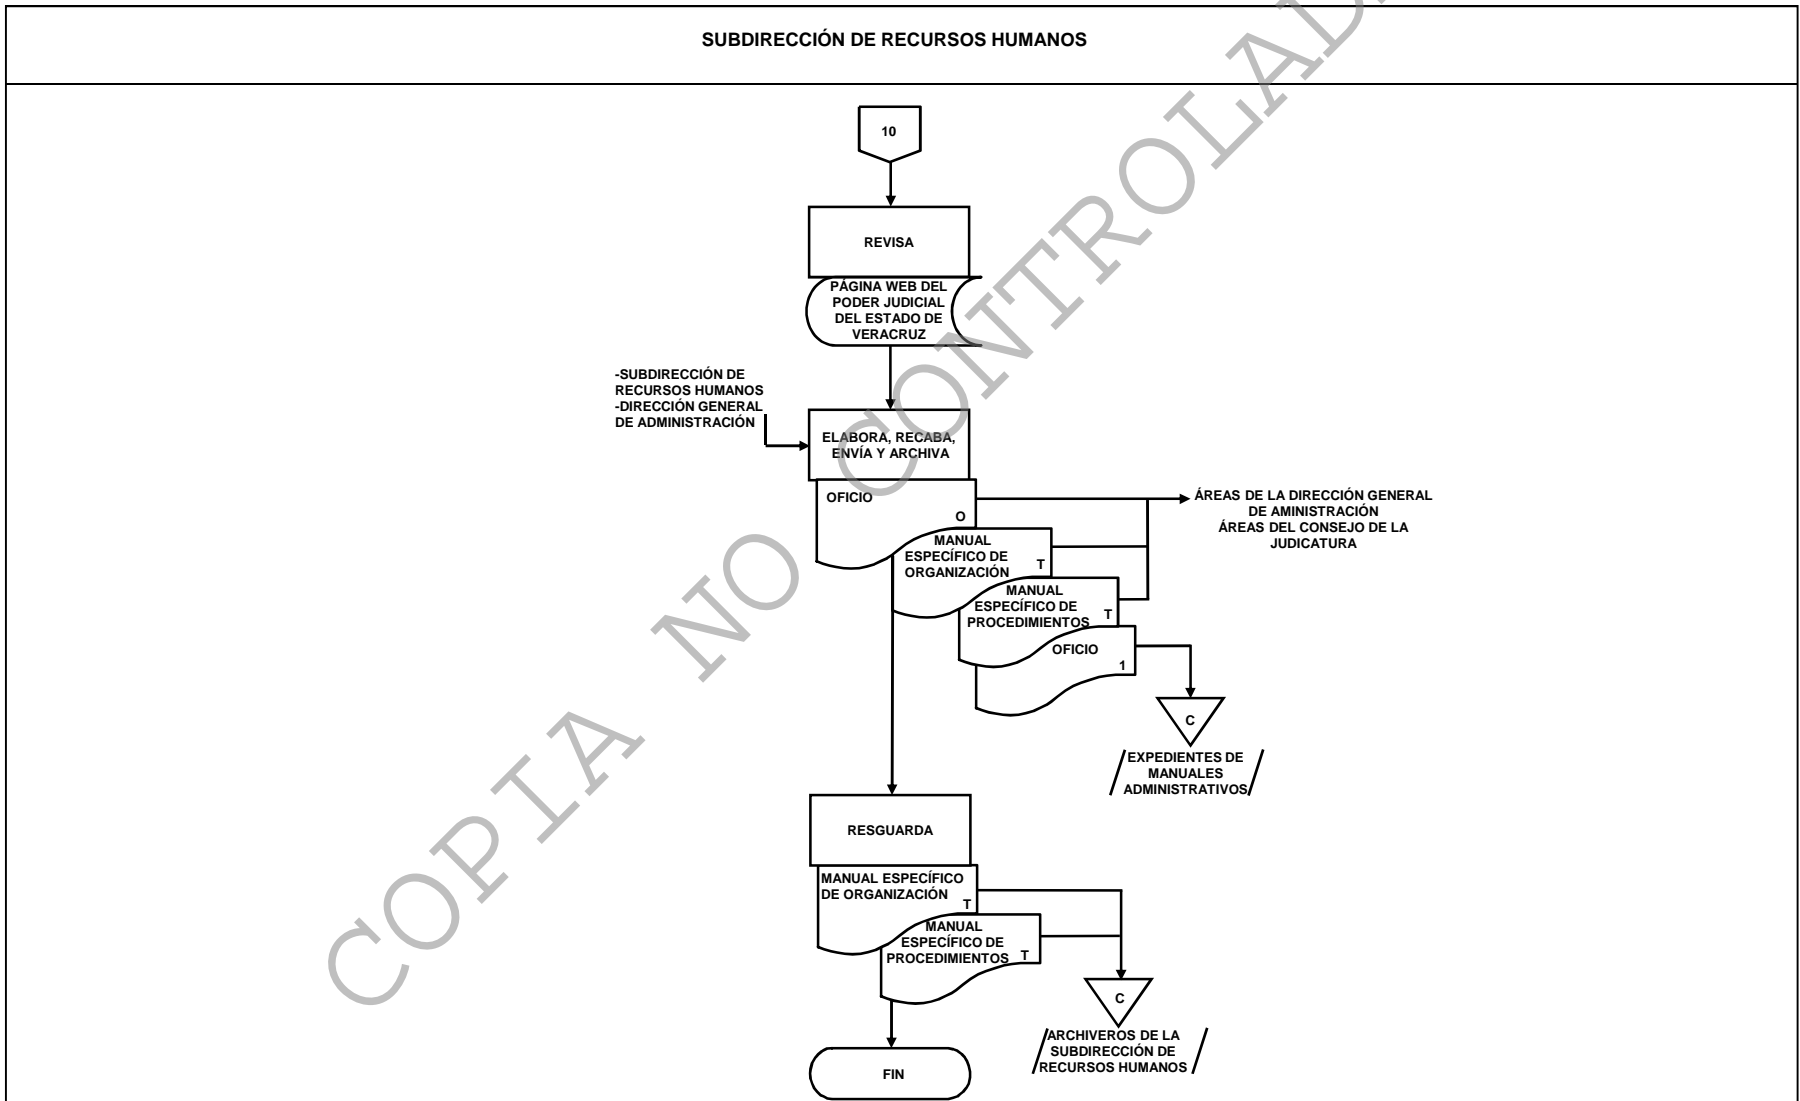 SUBDIRECCIÓN DE RECURSOS HUMANOS
10
REVISA
PÁGINA WEB DEL
PODER JUDICIAL
DEL ESTADO DE
VERACRUZ
-SUBDIRECCIÓN DE
RECURSOS HUMANOS
-DIRECCIÓN GENERAL
DE ADMINISTRACIÓN
ELABORA, RECABA,
ENVÍA Y ARCHIVA
OFICIO
O
ÁREAS DE LA DIRECCIÓN GENERAL
DE AMINISTRACIÓN
ÁREAS DEL CONSEJO DE LA
JUDICATURA
MANUAL
ESPECÍFICO DE
ORGANIZACIÓN
T
MANUAL
ESPECÍFICO DE
PROCEDIMIENTOS
T
OFICIO
1
C
EXPEDIENTES DE
MANUALES
ADMINISTRATIVOS
RESGUARDA
MANUAL ESPECÍFICO
DE ORGANIZACIÓN
T
MANUAL
ESPECÍFICO DE
PROCEDIMIENTOS
T
C
ARCHIVEROS DE LA
SUBDIRECCIÓN DE
RECURSOS HUMANOS
FIN
COPIA NO CONTROLAD